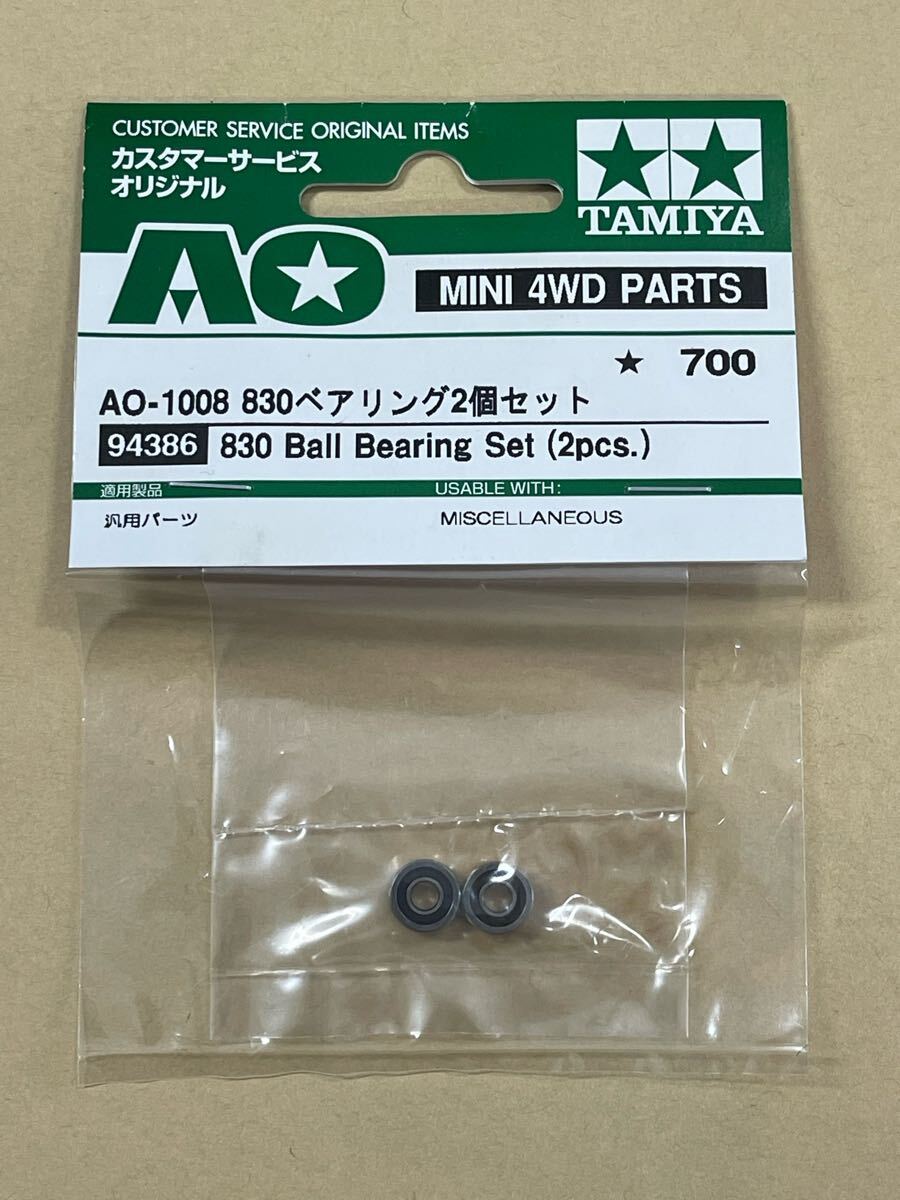 CUSTOMER SERVICE ORIGINAL ITEMS
カスタマーサービス
オリジナル
TAMIYA
AO
MINI 4WD PARTS
★ 700
AO-1008 830ベアリング2個セット
94386 830 Ball Bearing Set (2pcs.)
適用製品 USABLE WITH:
汎用パーツ MISCELLANEOUS